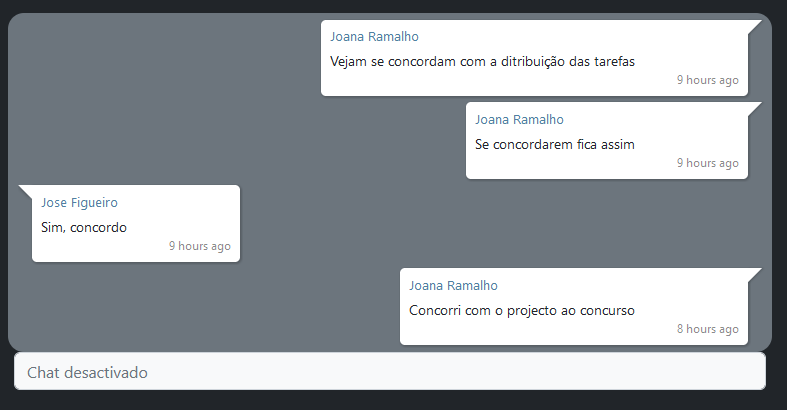 Joana Ramalho
Vejam se concordam com a ditribuição das tarefas
9 hours ago
Joana Ramalho
Se concordarem fica assim
9 hours ago
Jose Figueiro
Sim, concordo
9 hours ago
Joana Ramalho
Concorri com o projecto ao concurso
8 hours ago
Chat desactivado